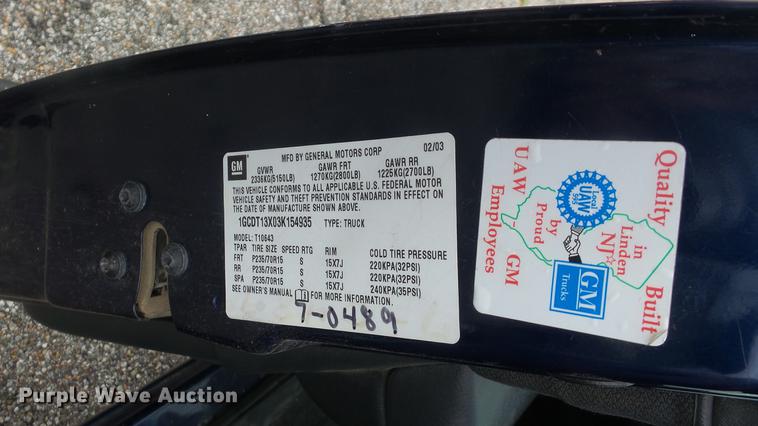 GM
MFD BY GENERAL MOTORS CORP 02/03
GVWR GAWR FRT GAWR RR
2336KG(5150LB) 1270KG(2800LB) 1225KG(2700LB)
THIS VEHICLE CONFORMS TO ALL APPLICABLE U.S. FEDERAL MOTOR
VEHICLE SAFETY AND THEFT PREVENTION STANDARDS IN EFFECT ON
THE DATE OF MANUFACTURE SHOWN ABOVE.
1GCDT13X03K154935 TYPE: TRUCK
MODEL: T10643
TPAR TIRE SIZE SPEED RTG RIM COLD TIRE PRESSURE
FRT P235/70R15 S 15X7J 220KPA(32PSI)
RR P235/70R15 S 15X7J 220KPA(32PSI)
SPA P235/70R15 S 15X7J 240KPA(35PSI)
SEE OWNER'S MANUAL FOR MORE INFORMATION.
7-0489
Quality Built
in
Linden
NJ
Local
UAW
by
Proud
UAW - GM
Employees
GM
Trucks
Purple Wave Auction